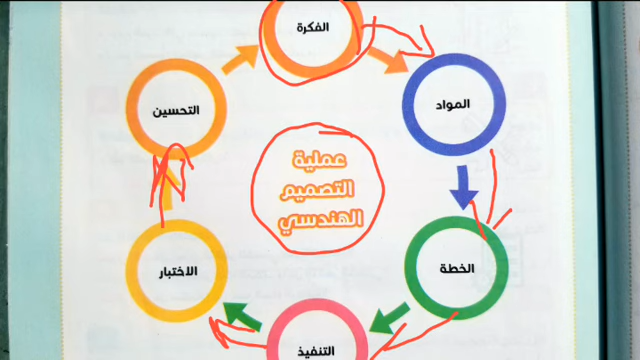 الفكرة
المواد
التحسين
عملية
التصميم
الهندسي
الخطة
الاختبار
التنفيذ